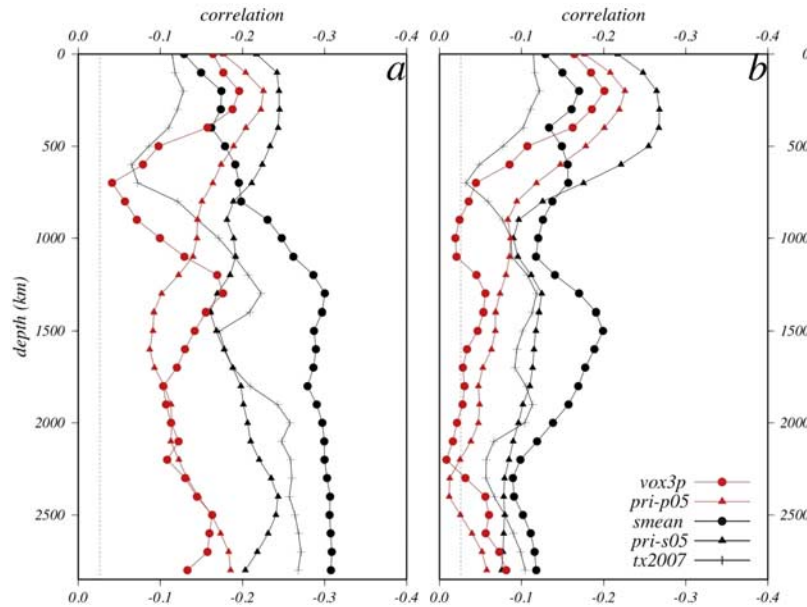 correlation correlation
0.0 -0.1 -0.2 -0.3 -0.4 0.0 -0.1 -0.2 -0.3 -0.4
0 a b 0
500 500
1000 1000
depth (km)
1500 1500
2000 2000
2500 2500
vox3p
pri-p05
smean
pri-s05
tx2007
0.0 -0.1 -0.2 -0.3 -0.4 0.0 -0.1 -0.2 -0.3 -0.4